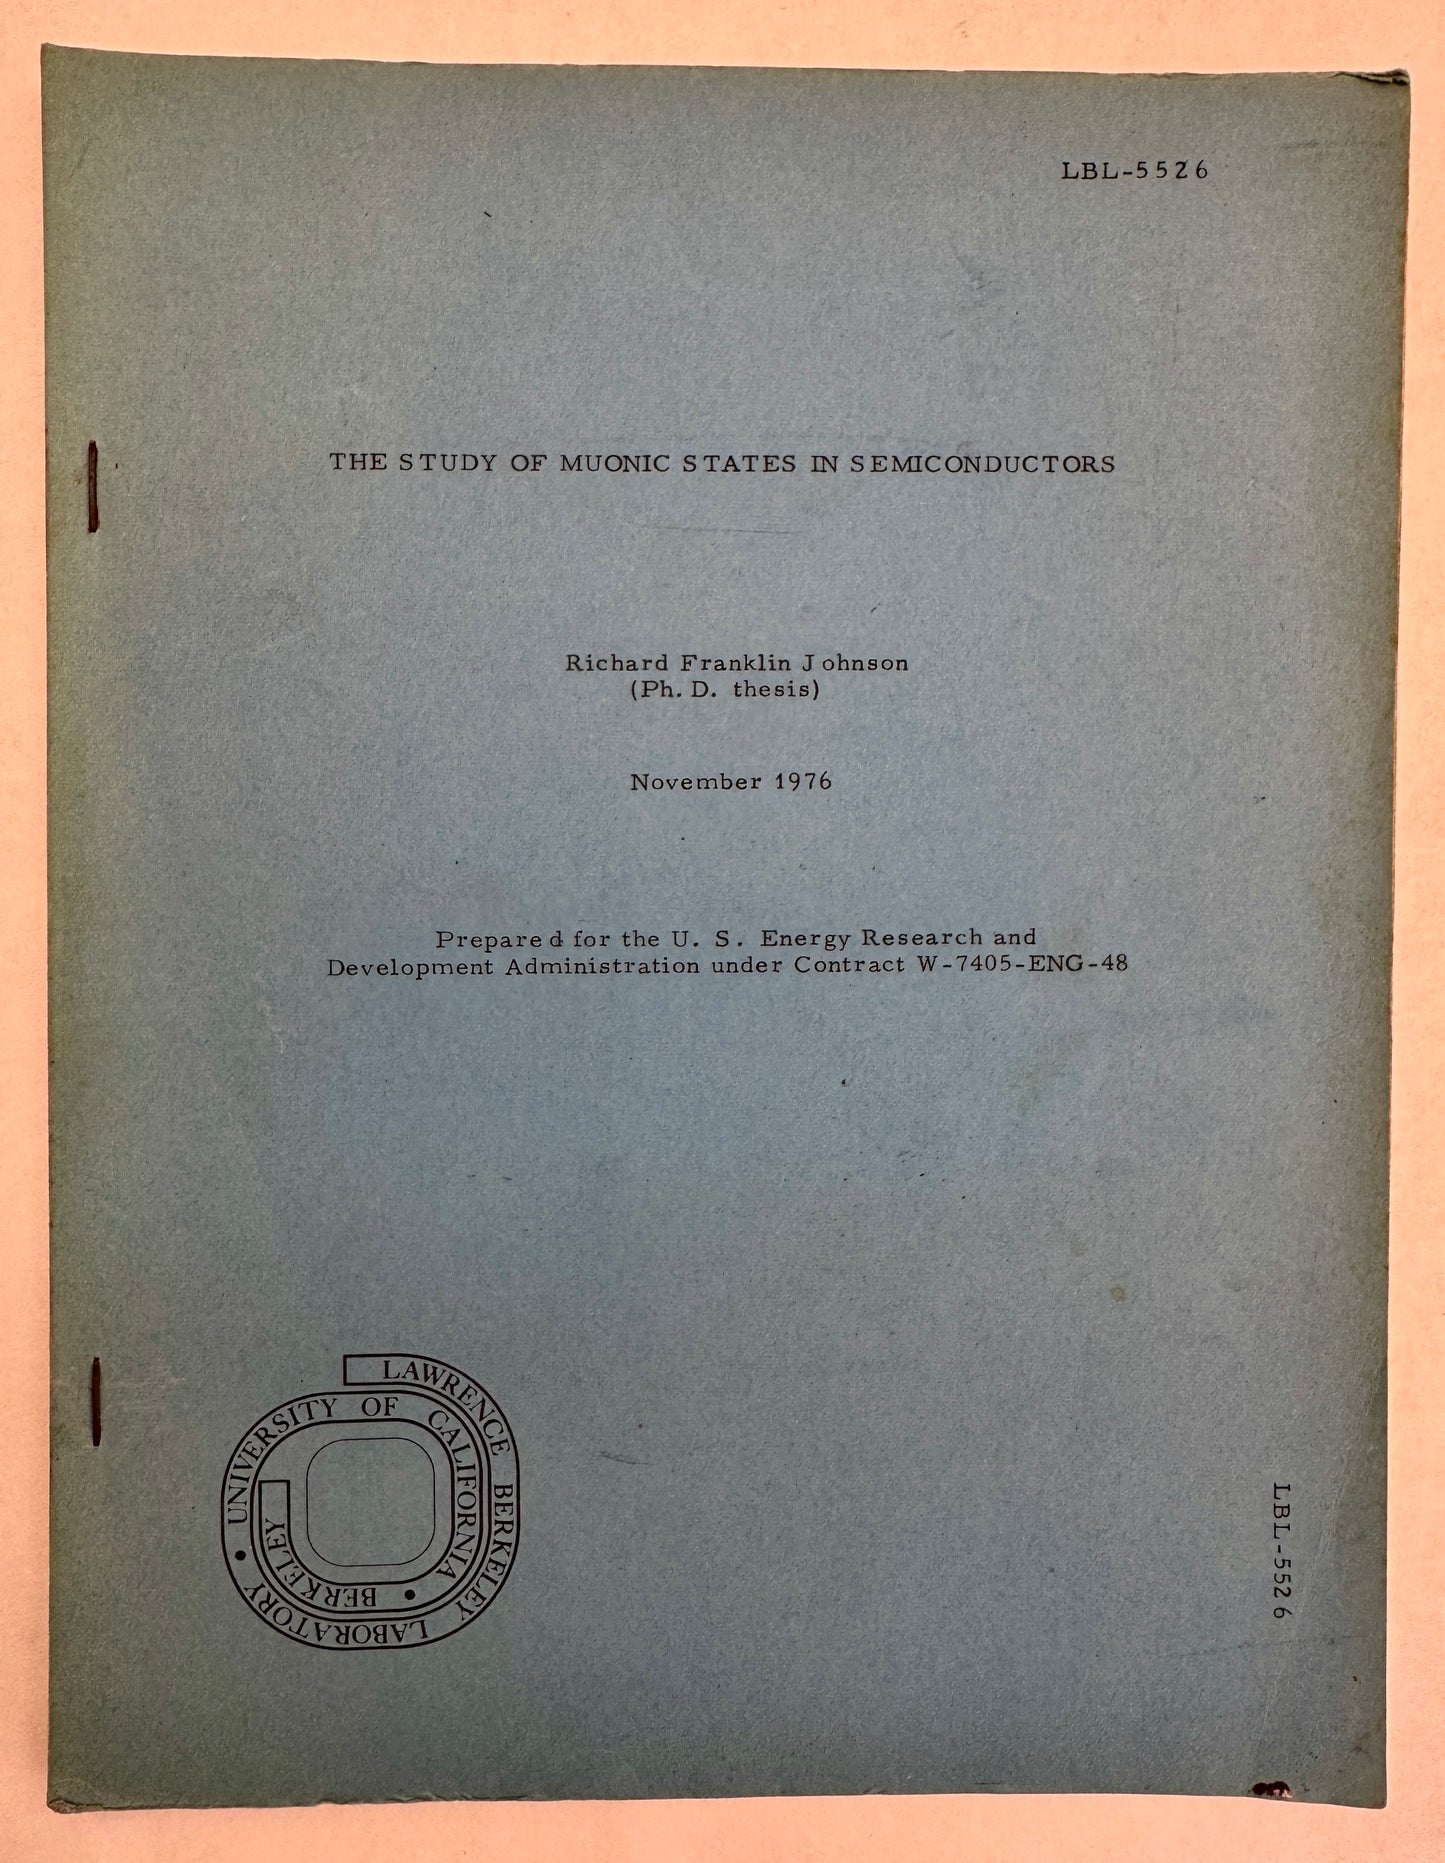 LBL-5526
THE STUDY OF MUONIC STATES IN SEMICONDUCTORS
Richard Franklin Johnson
(Ph. D. thesis)
November 1976
Prepared for the U. S. Energy Research and
Development Administration under Contract W-7405-ENG-48
LAWRENCE BERKELEY LABORATORY • UNIVERSITY OF CALIFORNIA • BERKELEY
LBL-5526